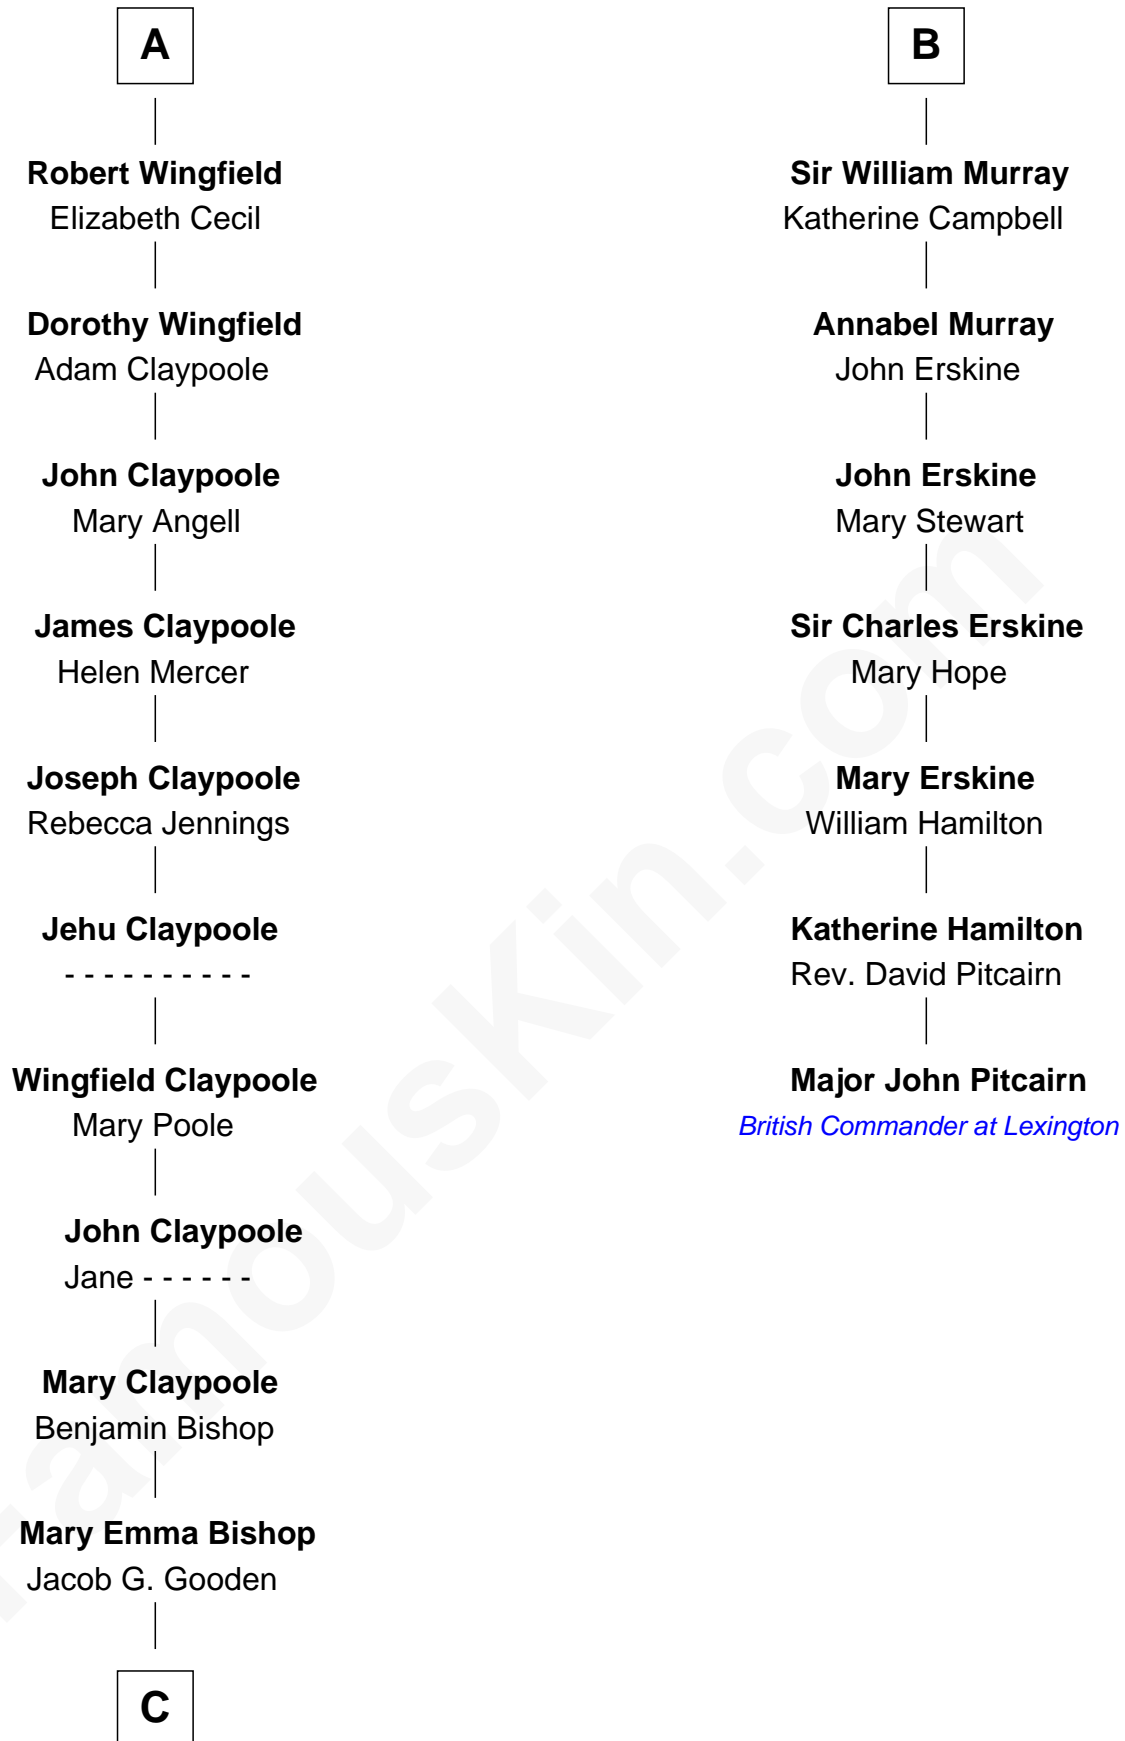 A
Robert Wingfield
Elizabeth Cecil
Dorothy Wingfield
Adam Claypoole
John Claypoole
Mary Angell
James Claypoole
Helen Mercer
Joseph Claypoole
Rebecca Jennings
Jehu Claypoole
- - - - - - - - - -
Wingfield Claypoole
Mary Poole
John Claypoole
Jane - - - - - -
Mary Claypoole
Benjamin Bishop
Mary Emma Bishop
Jacob G. Gooden
C
B
Sir William Murray
Katherine Campbell
Annabel Murray
John Erskine
John Erskine
Mary Stewart
Sir Charles Erskine
Mary Hope
Mary Erskine
William Hamilton
Katherine Hamilton
Rev. David Pitcairn
Major John Pitcairn
British Commander at Lexington
FamousKin.com